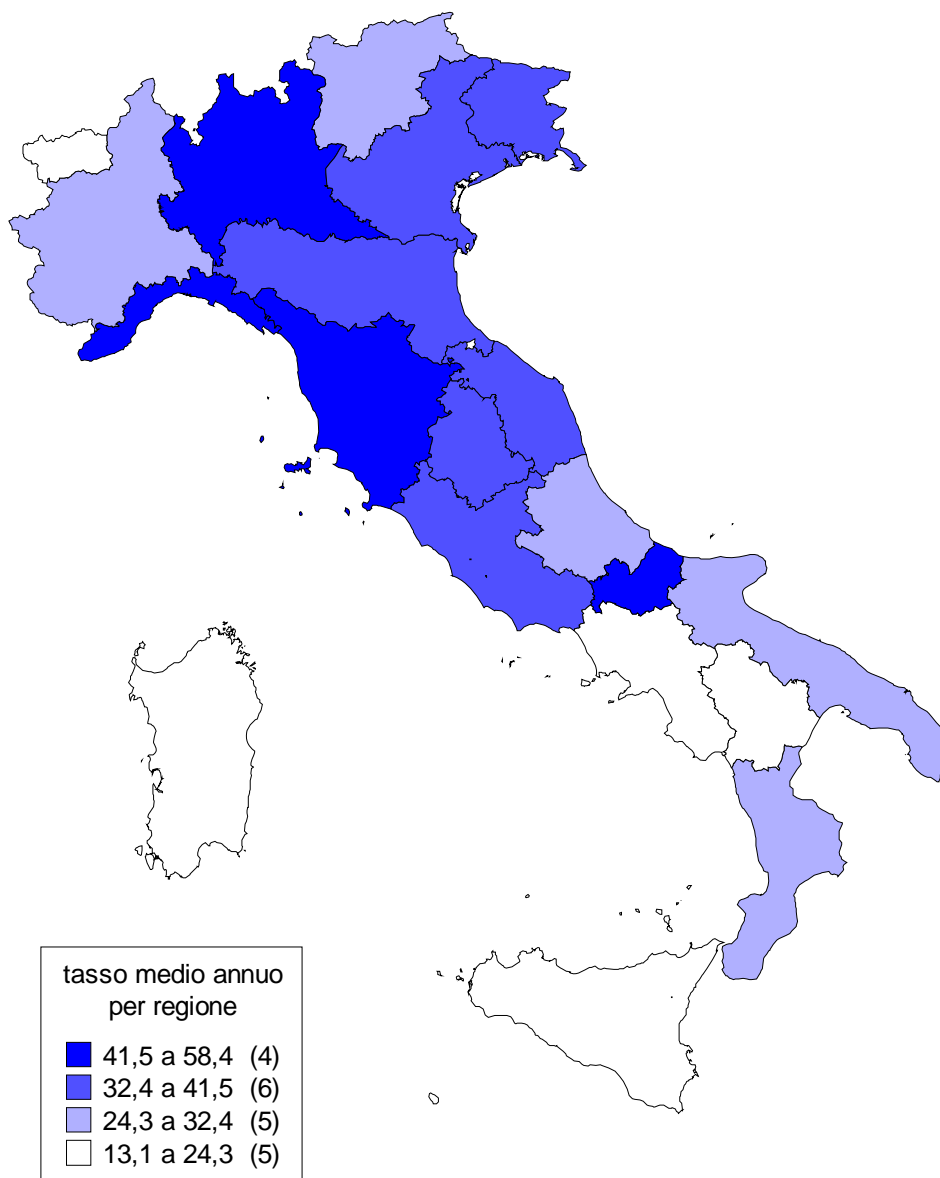 tasso medio annuo
per regione
41,5 a 58,4 (4)
32,4 a 41,5 (6)
24,3 a 32,4 (5)
13,1 a 24,3 (5)